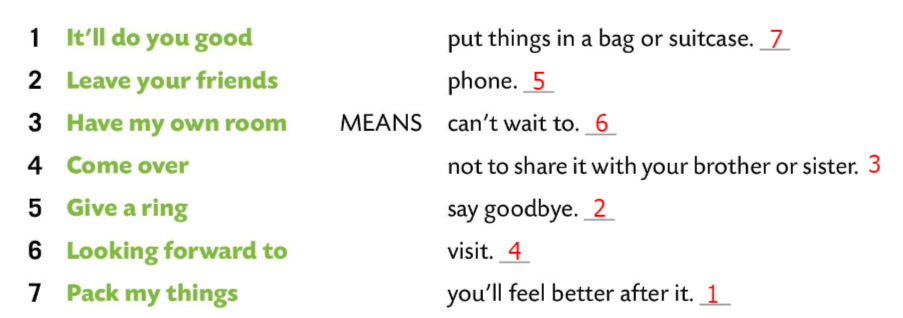 1 It'll do you good put things in a bag or suitcase. 7
2 Leave your friends phone. 5
3 Have my own room MEANS can't wait to. 6
4 Come over not to share it with your brother or sister. 3
5 Give a ring say goodbye. 2
6 Looking forward to visit. 4
7 Pack my things you'll feel better after it. 1